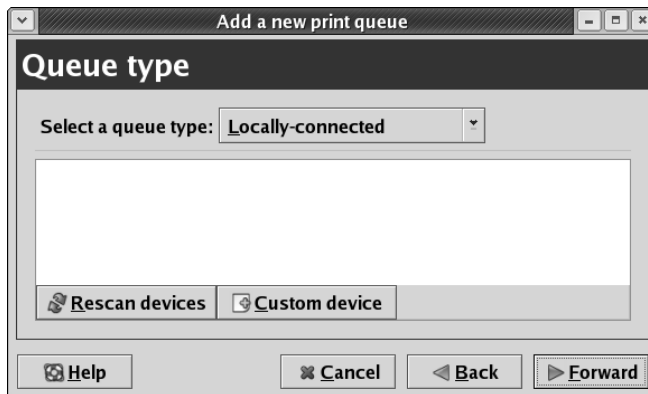 Add a new print queue
Queue type
Select a queue type: Locally-connected
Rescan devices Custom device
Help Cancel Back Forward